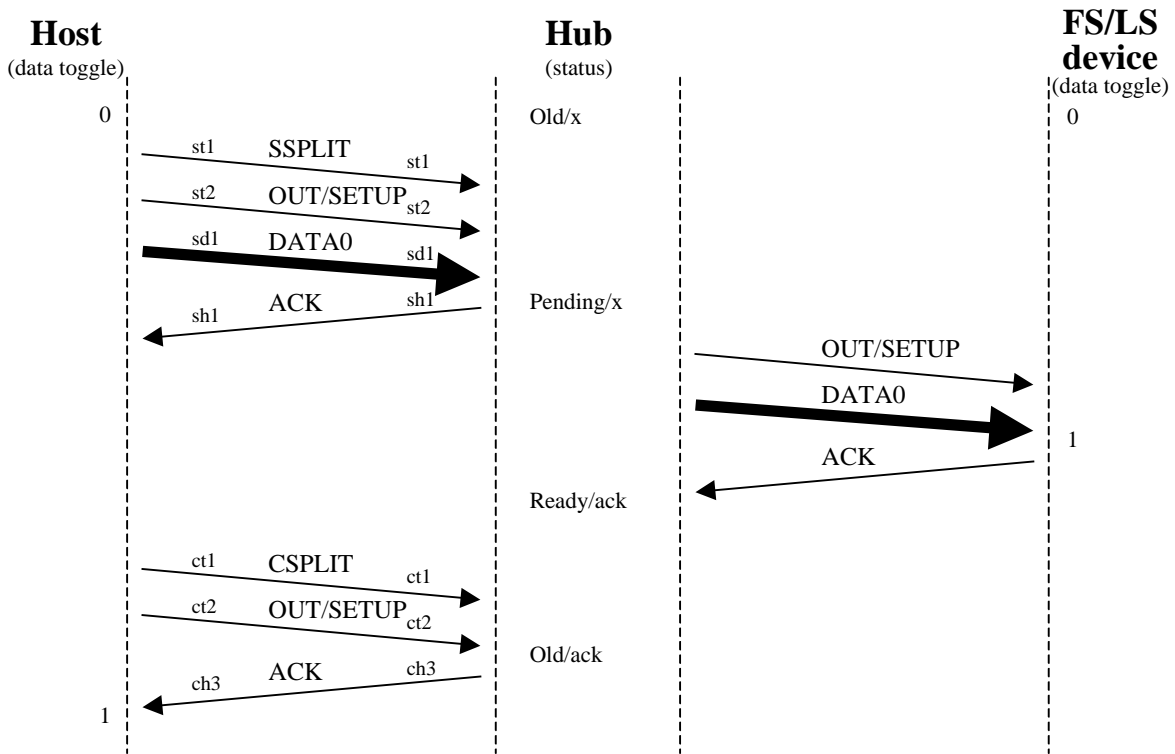 Host
(data toggle)
Hub
(status)
FS/LS
device
(data toggle)
0
Old/x
0
st1 SSPLIT st1
st2 OUT/SETUP st2
sd1 DATA0 sd1
sh1 ACK sh1
Pending/x
OUT/SETUP
DATA0
1
ACK
Ready/ack
ct1 CSPLIT ct1
ct2 OUT/SETUP ct2
Old/ack
ch3 ACK ch3
1